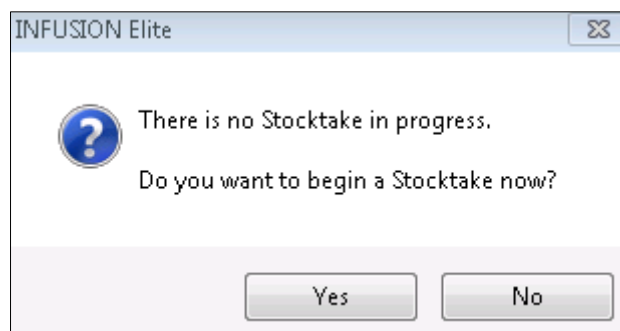 INFUSION Elite
There is no Stocktake in progress.
Do you want to begin a Stocktake now?
Yes No